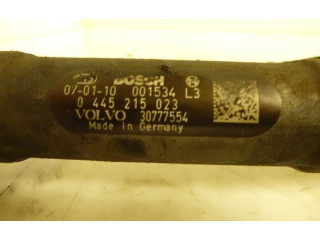 BOSCH
07-01-10 001534 L3
0 445 215 023
VOLVO 30777554
Made in Germany